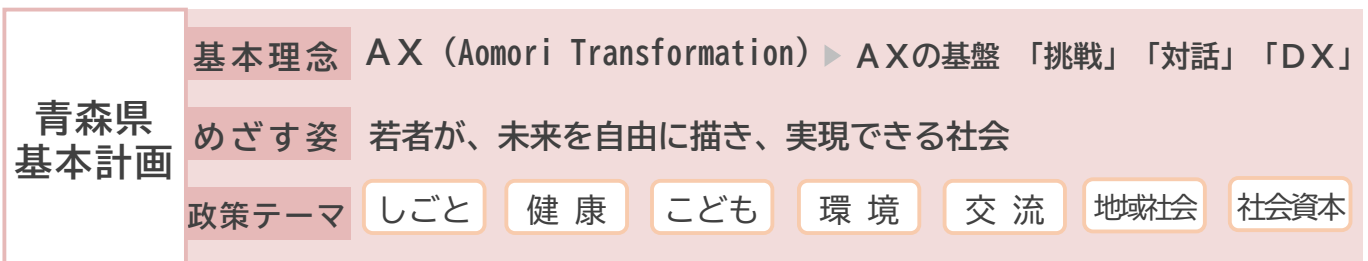 青森県
基本計画
基本理念 ＡＸ（Aomori Transformation）▶ ＡＸの基盤 「挑戦」「対話」「ＤＸ」
めざす姿 若者が、未来を自由に描き、実現できる社会
政策テーマ しごと 健 康 こども 環 境 交 流 地域社会 社会資本